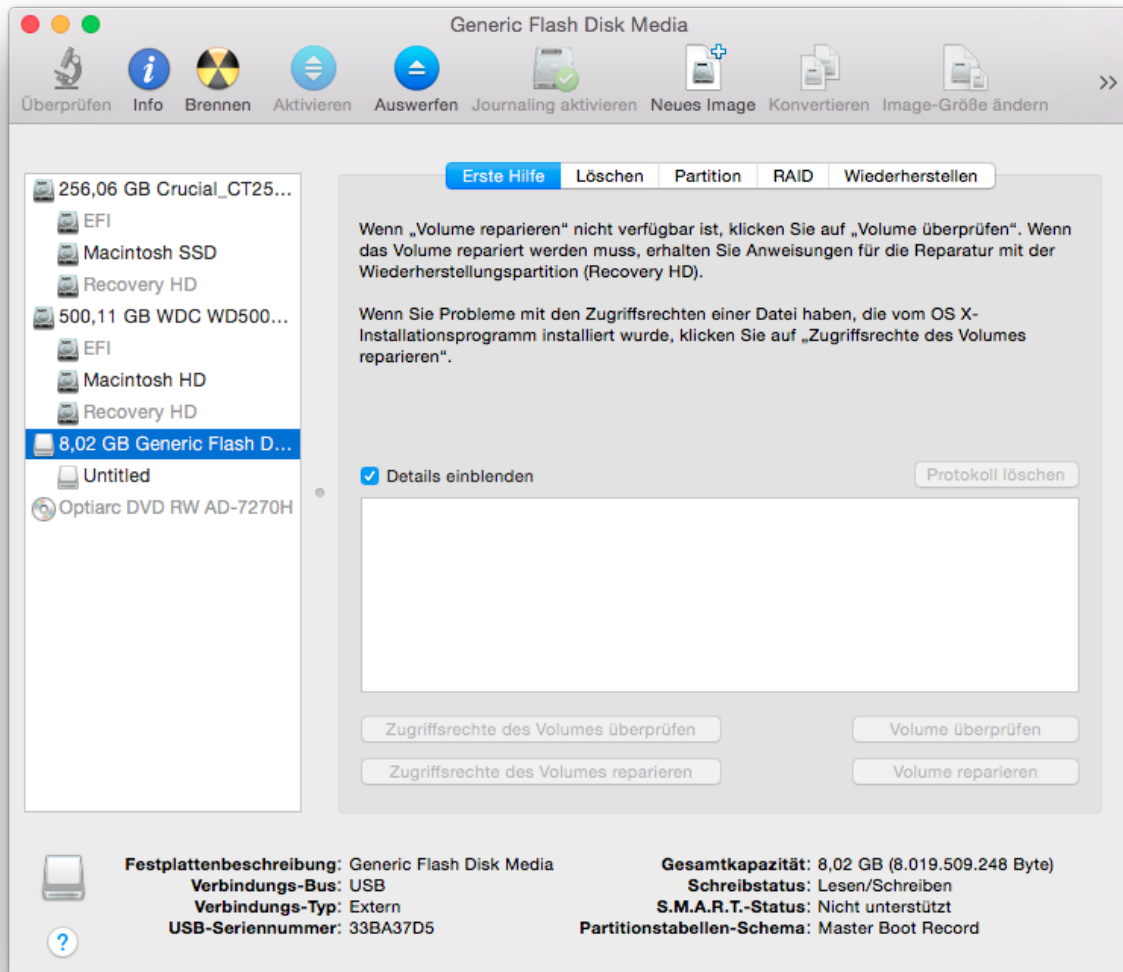 Generic Flash Disk Media
Überprüfen Info Brennen Aktivieren Auswerfen Journaling aktivieren Neues Image Konvertieren Image-Größe ändern
256,06 GB Crucial_CT25...
EFI
Macintosh SSD
Recovery HD
500,11 GB WDC WD500...
EFI
Macintosh HD
Recovery HD
8,02 GB Generic Flash D...
Untitled
Optiarc DVD RW AD-7270H
Erste Hilfe Löschen Partition RAID Wiederherstellen
Wenn „Volume reparieren“ nicht verfügbar ist, klicken Sie auf „Volume überprüfen“. Wenn
das Volume repariert werden muss, erhalten Sie Anweisungen für die Reparatur mit der
Wiederherstellungspartition (Recovery HD).
Wenn Sie Probleme mit den Zugriffsrechten einer Datei haben, die vom OS X-
Installationsprogramm installiert wurde, klicken Sie auf „Zugriffsrechte des Volumes
reparieren“.
Details einblenden
Protokoll löschen
Zugriffsrechte des Volumes überprüfen
Volume überprüfen
Zugriffsrechte des Volumes reparieren
Volume reparieren
Festplattenbeschreibung: Generic Flash Disk Media
Verbindungs-Bus: USB
Verbindungs-Typ: Extern
USB-Seriennummer: 33BA37D5
Gesamtkapazität: 8,02 GB (8.019.509.248 Byte)
Schreibstatus: Lesen/Schreiben
S.M.A.R.T.-Status: Nicht unterstützt
Partitionstabellen-Schema: Master Boot Record